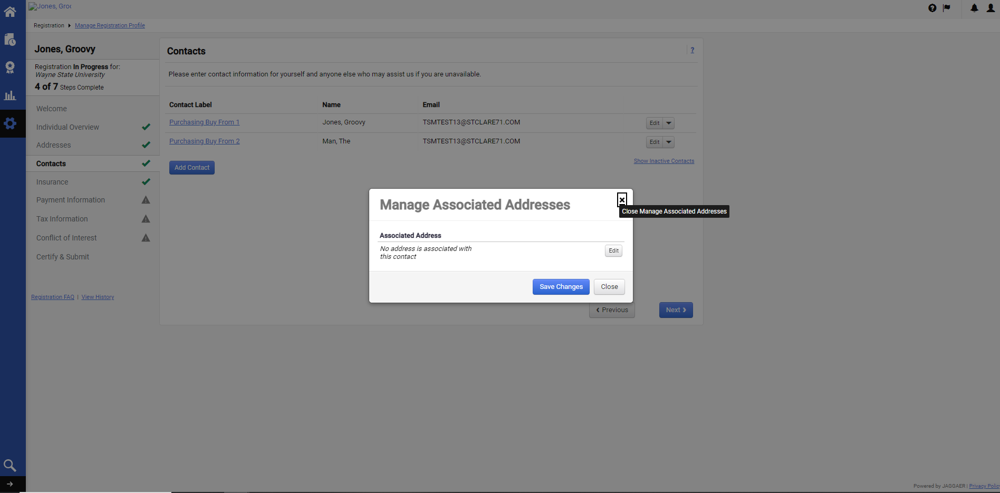 Jones, Groo
Registration Manage Registration Profile
Jones, Groovy
Registration In Progress for:
Wayne State University
4 of 7 Steps Complete
Welcome
Individual Overview
Addresses
Contacts
Insurance
Payment Information
Tax Information
Conflict of Interest
Certify & Submit
Registration FAQ | View History
Contacts
?
Please enter contact information for yourself and anyone else who may assist us if you are unavailable.
Contact Label Name Email
Purchasing Buy From 1 Jones, Groovy TSMTEST13@STCLARE71.COM Edit
Purchasing Buy From 2 Man, The TSMTEST13@STCLARE71.COM Edit
Show Inactive Contacts
Add Contact
Manage Associated Addresses
Close Manage Associated Addresses
Associated Address
No address is associated with
this contact
Edit
Save Changes Close
Previous Next
Powered by JAGGAER | Privacy Polic